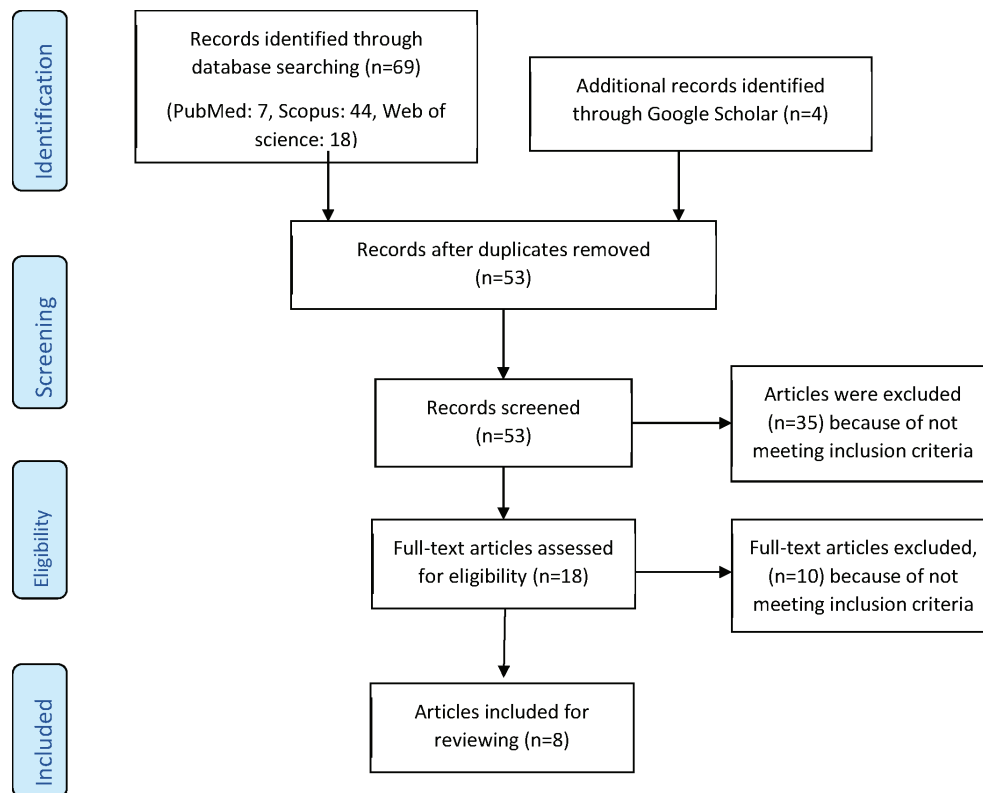 Identification
Records identified through
database searching (n=69)
(PubMed: 7, Scopus: 44, Web of
science: 18)
Additional records identified
through Google Scholar (n=4)
Records after duplicates removed
(n=53)
Screening
Records screened
(n=53)
Articles were excluded
(n=35) because of not
meeting inclusion criteria
Eligibility
Full-text articles assessed
for eligibility (n=18)
Full-text articles excluded,
(n=10) because of not
meeting inclusion criteria
Included
Articles included for
reviewing (n=8)